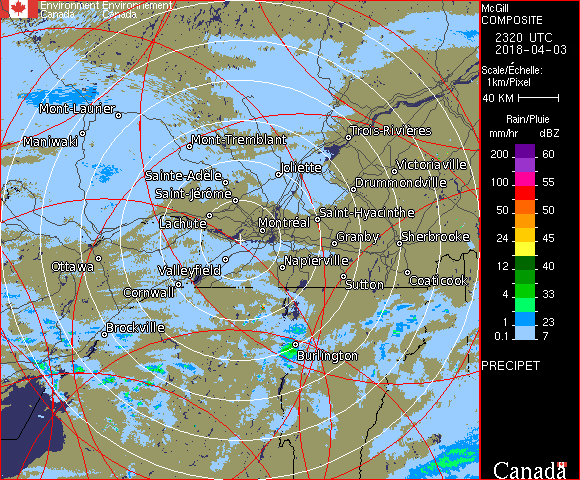 Environment Environnement
Canada Canada
McGill
COMPOSITE
2320 UTC
2018-04-03
Scale/Échelle:
1km/Pixel
40 KM
Rain/Pluie
mm/hr dBZ
200 60
100 55
50 50
24 45
12 40
4 33
1 23
0.1 7
PRECIPET
Canada
Mont-Laurier
Maniwaki
Mont-Tremblant
Trois-Rivières
Sainte-Adèle
Joliette
Victoriaville
Saint-Jérôme
Drummondville
Lachute
Montréal
Saint-Hyacinthe
Granby
Sherbrooke
Ottawa
Valleyfield
Napierville
Cornwall
Sutton
Coaticook
Brockville
Burlington